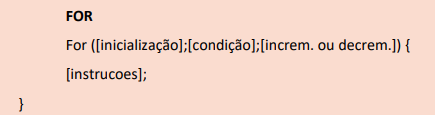 FOR
For ([inicialização];[condição];[increm. ou decrem.]) {
[instrucoes];
}